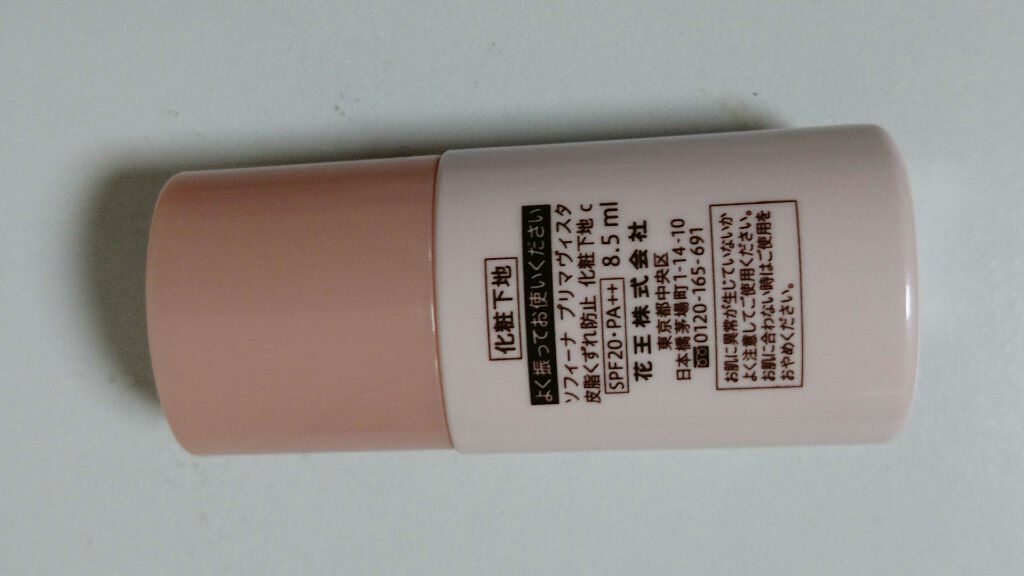 化粧下地
よく振ってお使いください
ソフィーナ プリマヴィスタ
皮脂くずれ防止 化粧下地 c
SPF20・PA++ 8.5 ml
花王株式会社
東京都中央区
日本橋茅場町1-14-10
0120-165-691
お肌に異常が生じていないか
よく注意してご使用ください。
お肌に合わない時はご使用を
おやめください。